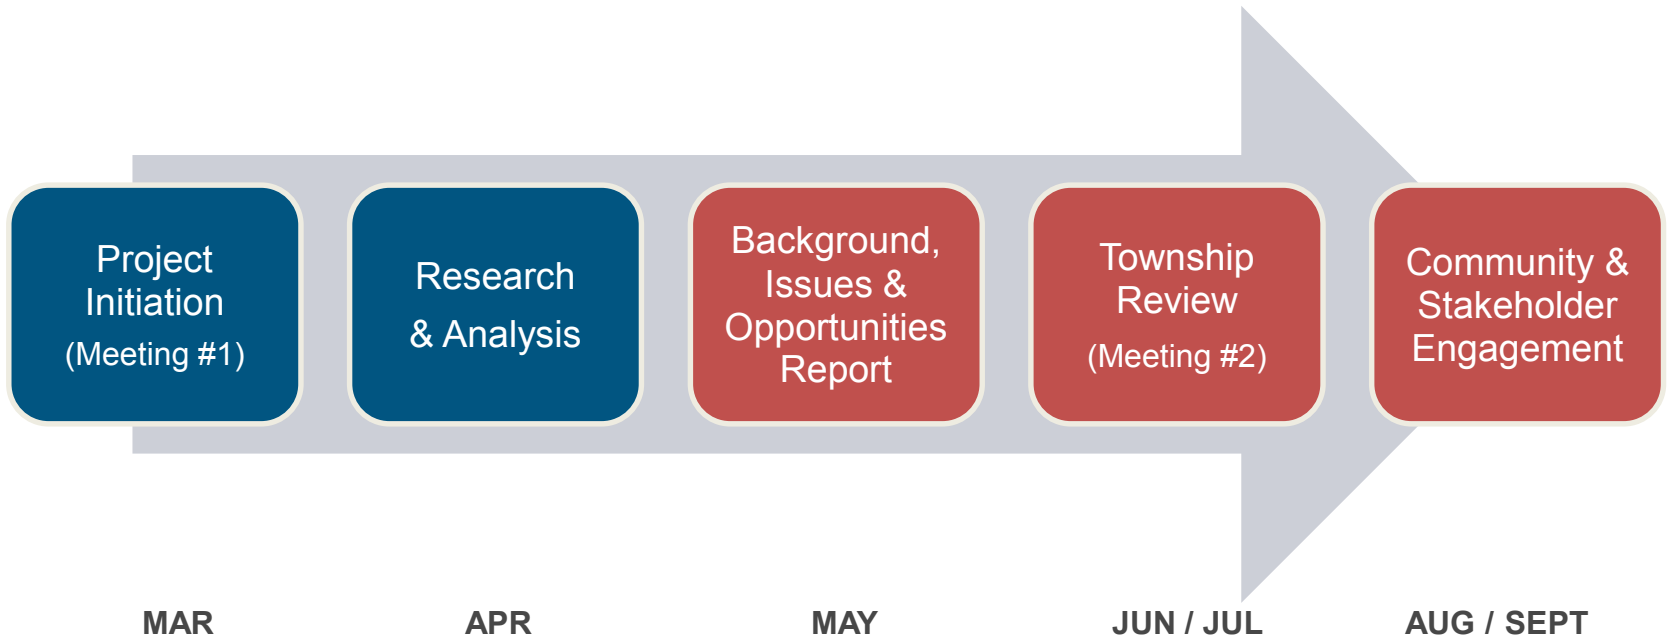 Project
Initiation
(Meeting #1)
Research
& Analysis
Background,
Issues &
Opportunities
Report
Township
Review
(Meeting #2)
Community &
Stakeholder
Engagement
MAR
APR
MAY
JUN / JUL
AUG / SEPT